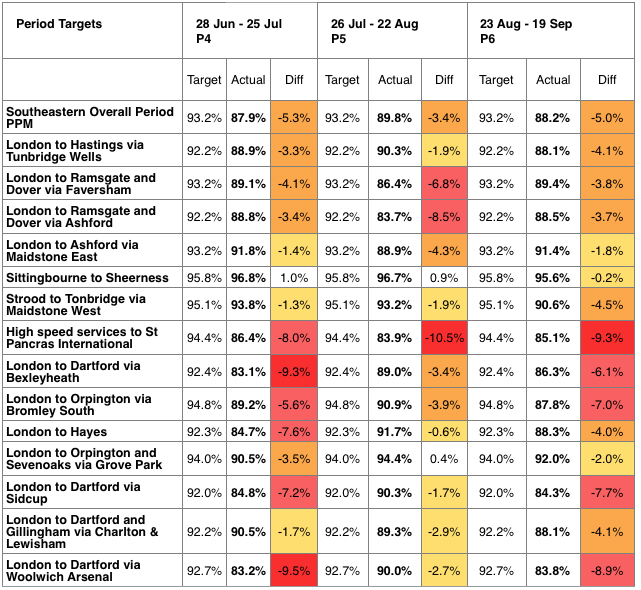 Period Targets 28 Jun - 25 Jul 26 Jul - 22 Aug 23 Aug - 19 Sep
P4 P5 P6
Target Actual Diff Target Actual Diff Target Actual Diff
Southeastern Overall Period
PPM 93.2% 87.9% -5.3% 93.2% 89.8% -3.4% 93.2% 88.2% -5.0%
London to Hastings via
Tunbridge Wells 92.2% 88.9% -3.3% 92.2% 90.3% -1.9% 92.2% 88.1% -4.1%
London to Ramsgate and
Dover via Faversham 93.2% 89.1% -4.1% 93.2% 86.4% -6.8% 93.2% 89.4% -3.8%
London to Ramsgate and
Dover via Ashford 92.2% 88.8% -3.4% 92.2% 83.7% -8.5% 92.2% 88.5% -3.7%
London to Ashford via
Maidstone East 93.2% 91.8% -1.4% 93.2% 88.9% -4.3% 93.2% 91.4% -1.8%
Sittingbourne to Sheerness 95.8% 96.8% 1.0% 95.8% 96.7% 0.9% 95.8% 95.6% -0.2%
Strood to Tonbridge via
Maidstone West 95.1% 93.8% -1.3% 95.1% 93.2% -1.9% 95.1% 90.6% -4.5%
High speed services to St
Pancras International 94.4% 86.4% -8.0% 94.4% 83.9% -10.5% 94.4% 85.1% -9.3%
London to Dartford via
Bexleyheath 92.4% 83.1% -9.3% 92.4% 89.0% -3.4% 92.4% 86.3% -6.1%
London to Orpington via
Bromley South 94.8% 89.2% -5.6% 94.8% 90.9% -3.9% 94.8% 87.8% -7.0%
London to Hayes 92.3% 84.7% -7.6% 92.3% 91.7% -0.6% 92.3% 88.3% -4.0%
London to Orpington and
Sevenoaks via Grove Park 94.0% 90.5% -3.5% 94.0% 94.4% 0.4% 94.0% 92.0% -2.0%
London to Dartford via
Sidcup 92.0% 84.8% -7.2% 92.0% 90.3% -1.7% 92.0% 84.3% -7.7%
London to Dartford and
Gillingham via Charlton &
Lewisham 92.2% 90.5% -1.7% 92.2% 89.3% -2.9% 92.2% 88.1% -4.1%
London to Dartford via
Woolwich Arsenal 92.7% 83.2% -9.5% 92.7% 90.0% -2.7% 92.7% 83.8% -8.9%